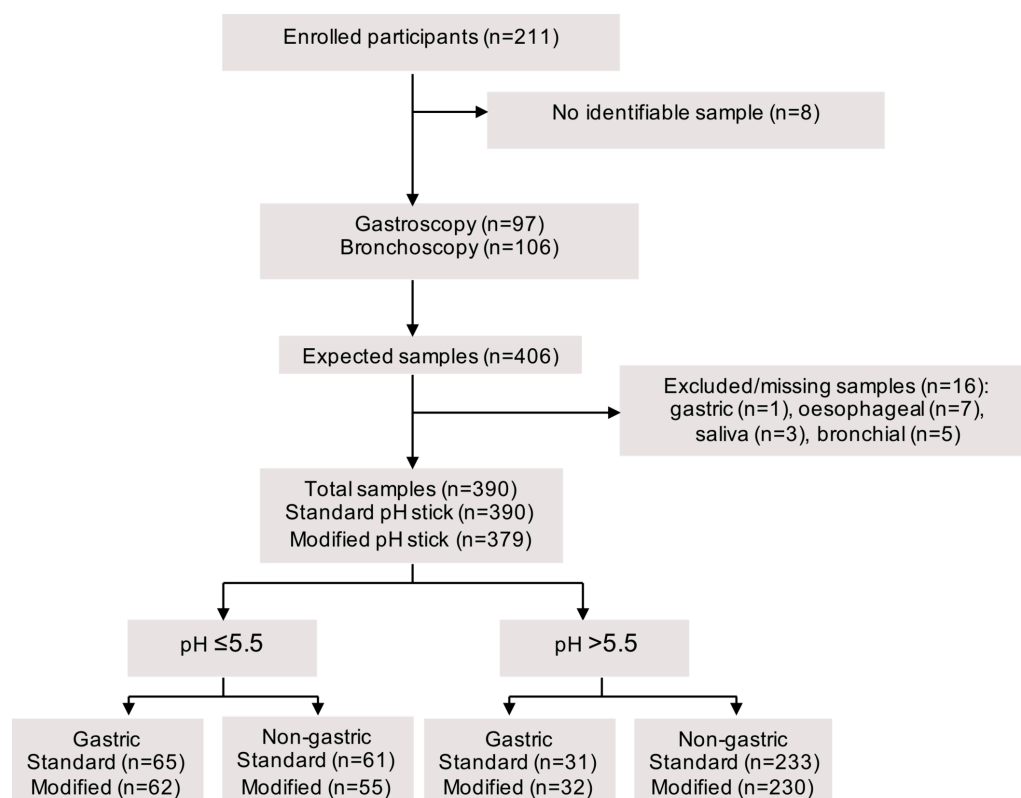 Enrolled participants (n=211)
No identifiable sample (n=8)
Gastroscopy (n=97)
Bronchoscopy (n=106)
Expected samples (n=406)
Excluded/missing samples (n=16):
gastric (n=1), oesophageal (n=7),
saliva (n=3), bronchial (n=5)
Total samples (n=390)
Standard pH stick (n=390)
Modified pH stick (n=379)
pH ≤5.5
pH >5.5
Gastric
Standard (n=65)
Modified (n=62)
Non-gastric
Standard (n=61)
Modified (n=55)
Gastric
Standard (n=31)
Modified (n=32)
Non-gastric
Standard (n=233)
Modified (n=230)